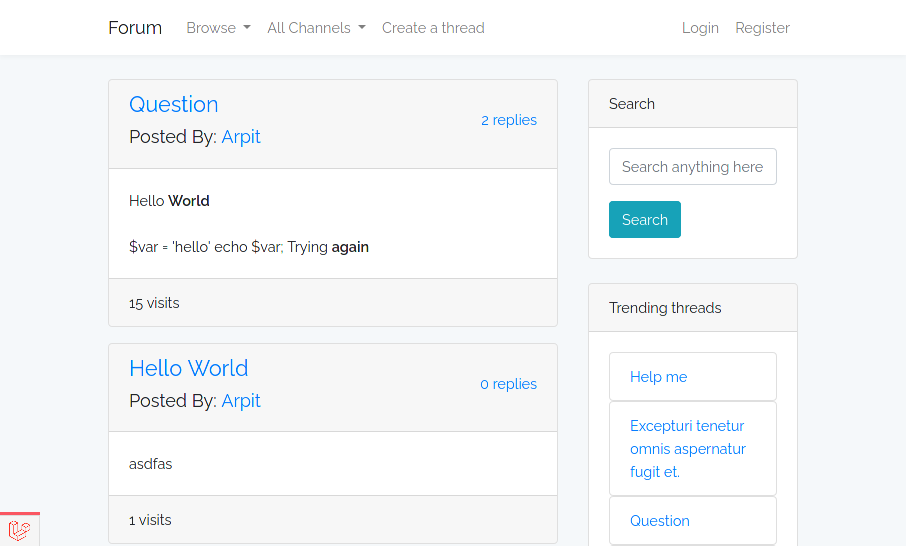 Forum Browse All Channels Create a thread Login Register
Question
Posted By: Arpit
2 replies
Hello World
$var = 'hello' echo $var; Trying again
15 visits
Hello World
Posted By: Arpit
0 replies
asdfas
1 visits
Search
Search anything here
Search
Trending threads
Help me
Excepturi tenetur
omnis aspernatur
fugit et.
Question